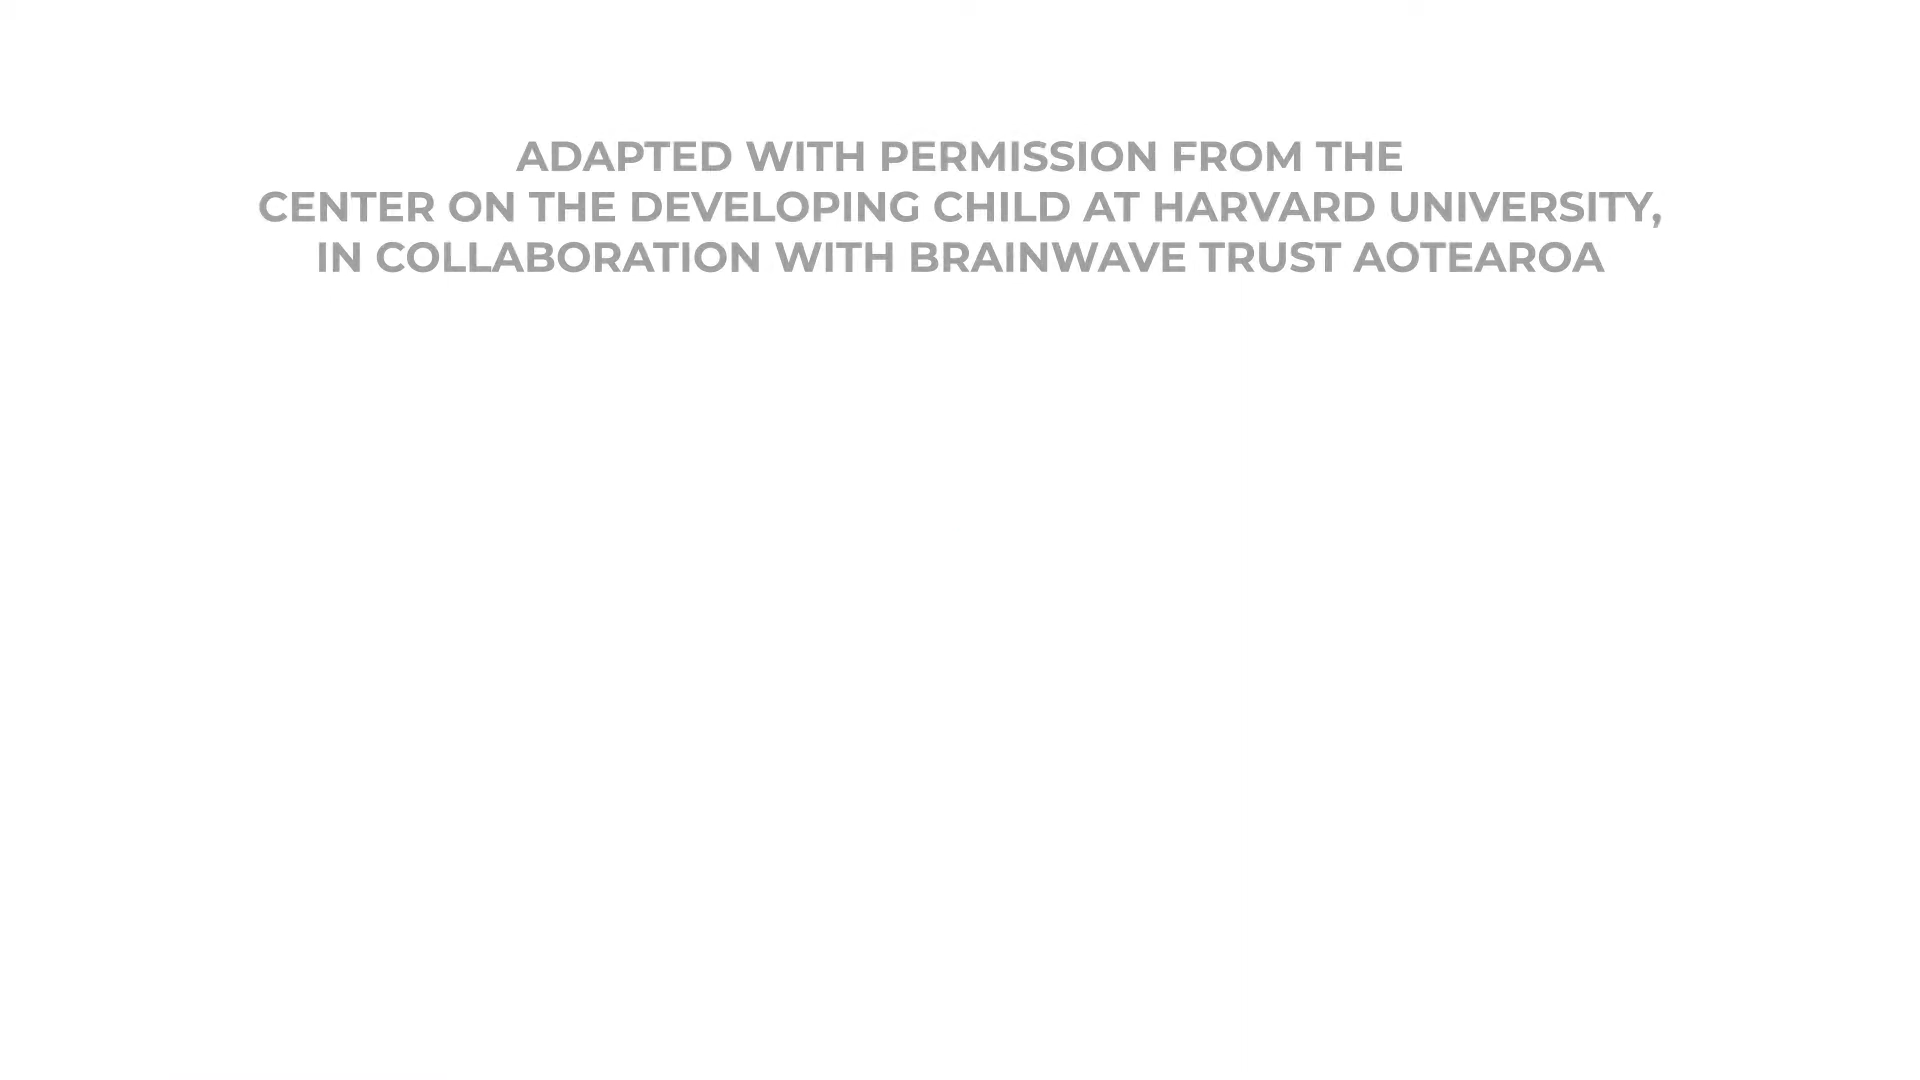 ADAPTED WITH PERMISSION FROM THE
CENTER ON THE DEVELOPING CHILD AT HARVARD UNIVERSITY,
IN COLLABORATION WITH BRAINWAVE TRUST AOTEAROA